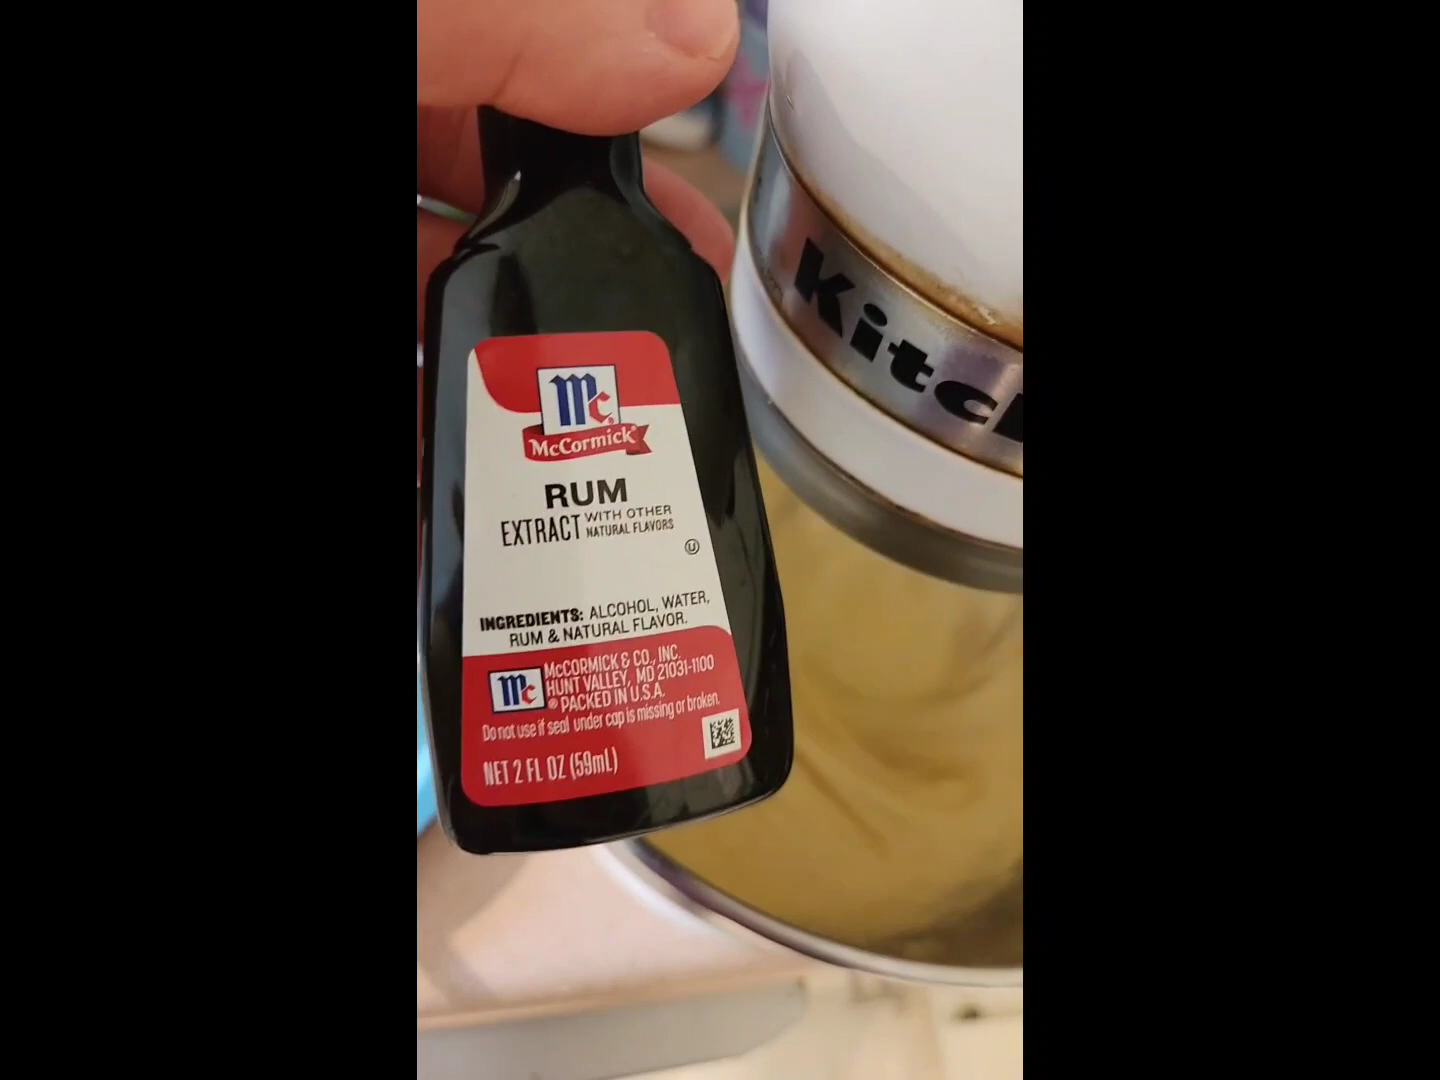 Mc
McCormick®
RUM
EXTRACT WITH OTHER
NATURAL FLAVORS
U
INGREDIENTS: ALCOHOL, WATER,
RUM & NATURAL FLAVOR.
Mc
McCORMICK & CO., INC.
HUNT VALLEY, MD 21031-1100
® PACKED IN U.S.A.
Do not use if seal under cap is missing or broken.
NET 2 FL OZ (59mL)
Kitch